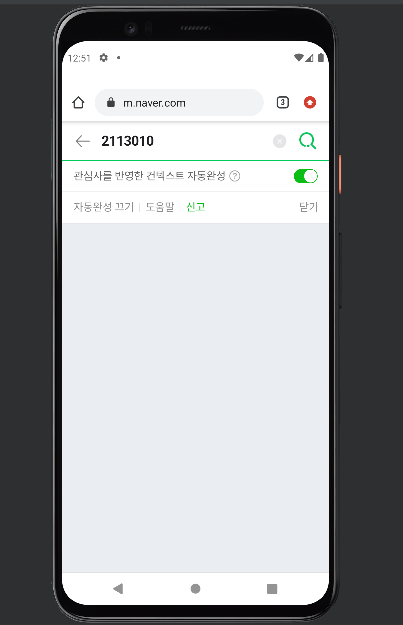 12:51
m.naver.com 3
2113010
관심사를 반영한 컨텍스트 자동완성 ?
자동완성 끄기 도움말 신고 닫기